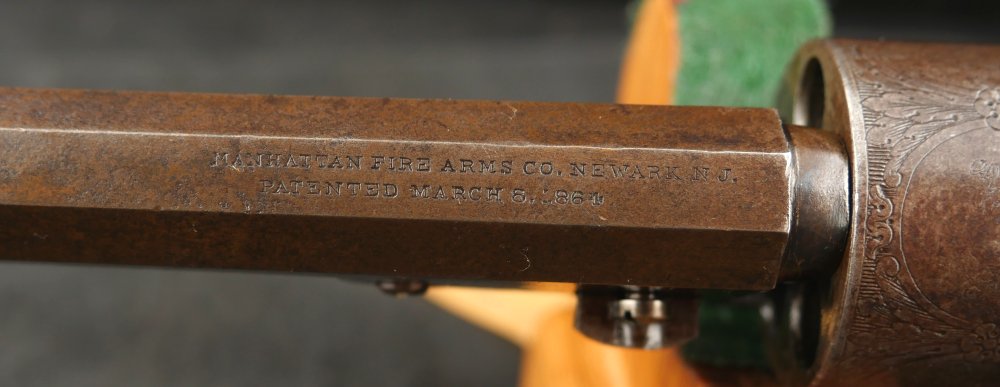 MANHATTAN FIRE ARMS CO. NEWARK N.J.
PATENTED MARCH 8, 1864